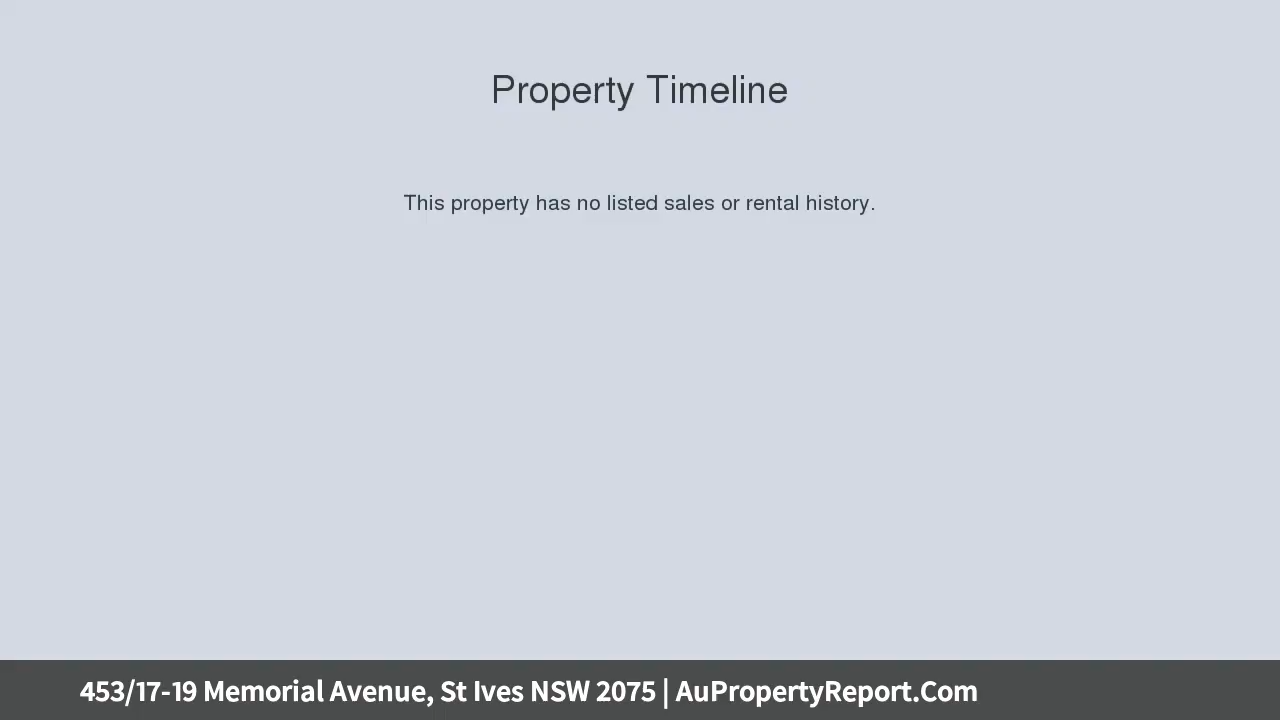 Property Timeline
This property has no listed sales or rental history.
453/17-19 Memorial Avenue, St Ives NSW 2075 | AuPropertyReport.Com